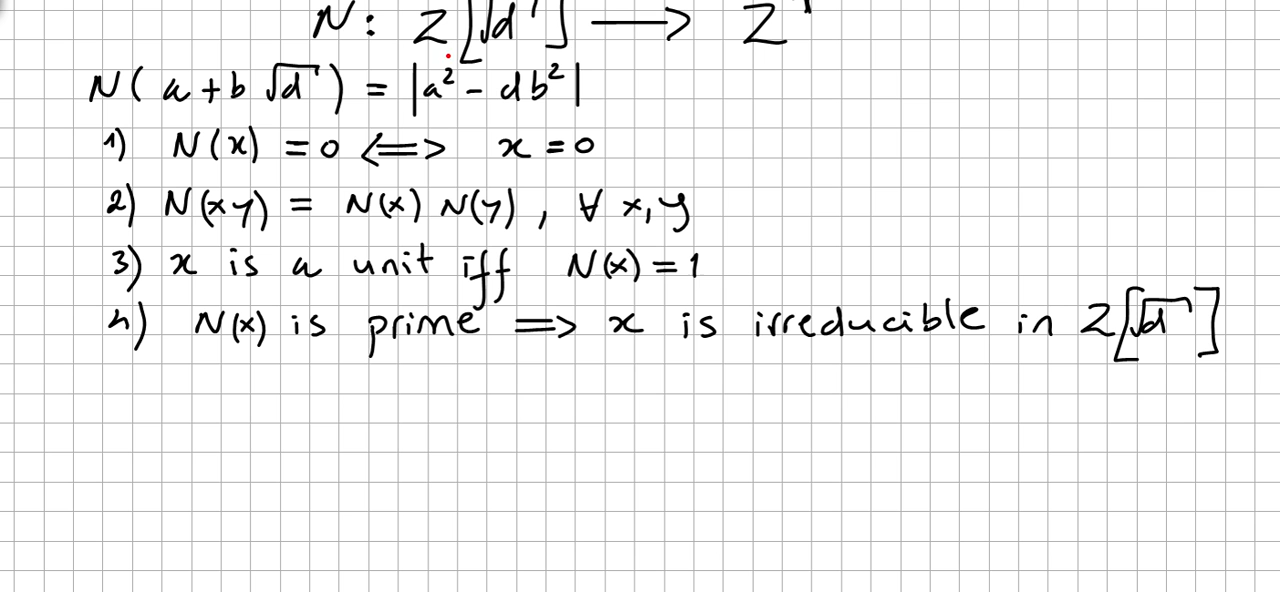 N: Z[√d] ⟶ Z⁺
N(a+b√d) = |a² - db²|
1) N(x) = 0 <=> x = 0
2) N(xy) = N(x) N(y), ∀ x,y
3) x is a unit iff N(x) = 1
4) N(x) is prime => x is irreducible in Z[√d]